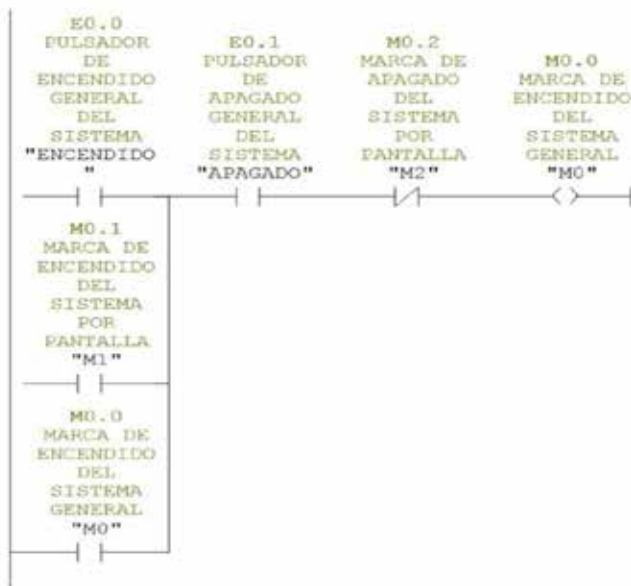 E0.0
PULSADOR
DE
ENCENDIDO
GENERAL
DEL
SISTEMA
"ENCENDIDO
"
E0.1
PULSADOR
DE
APAGADO
GENERAL
DEL
SISTEMA
"APAGADO"
M0.2
MARCA DE
APAGADO
DEL
SISTEMA
POR
PANTALLA
"M2"
M0.0
MARCA DE
ENCENDIDO
DEL
SISTEMA
GENERAL
"M0"
M0.1
MARCA DE
ENCENDIDO
DEL
SISTEMA
POR
PANTALLA
"M1"
M0.0
MARCA DE
ENCENDIDO
DEL
SISTEMA
GENERAL
"M0"